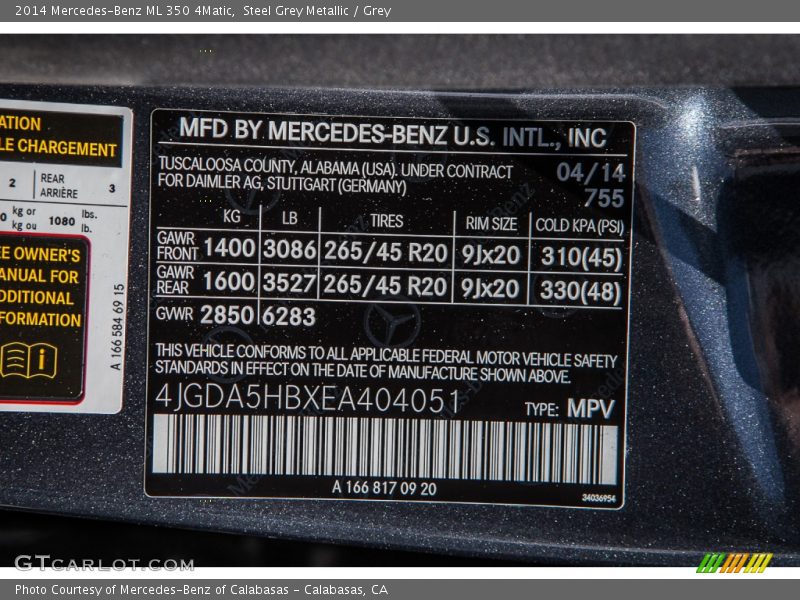 2014 Mercedes-Benz ML 350 4Matic, Steel Grey Metallic / Grey
ATION
LE CHARGEMENT
2 REAR ARRIÈRE 3
kg or kg ou 1080 lbs. lb.
EE OWNER'S
ANUAL FOR
DDITIONAL
FORMATION
A 166 584 69 15
MFD BY MERCEDES-BENZ U.S. INTL., INC
TUSCALOOSA COUNTY, ALABAMA (USA). UNDER CONTRACT
FOR DAIMLER AG, STUTTGART (GERMANY)
04/14
755
KG LB TIRES RIM SIZE COLD KPA (PSI)
GAWR FRONT 1400 3086 265/45 R20 9Jx20 310(45)
GAWR REAR 1600 3527 265/45 R20 9Jx20 330(48)
GVWR 2850 6283
THIS VEHICLE CONFORMS TO ALL APPLICABLE FEDERAL MOTOR VEHICLE SAFETY
STANDARDS IN EFFECT ON THE DATE OF MANUFACTURE SHOWN ABOVE.
4JGDA5HBXEA404051
TYPE: MPV
A 166 817 09 20
34036954
GTCARLOT.COM
Photo Courtesy of Mercedes-Benz of Calabasas - Calabasas, CA